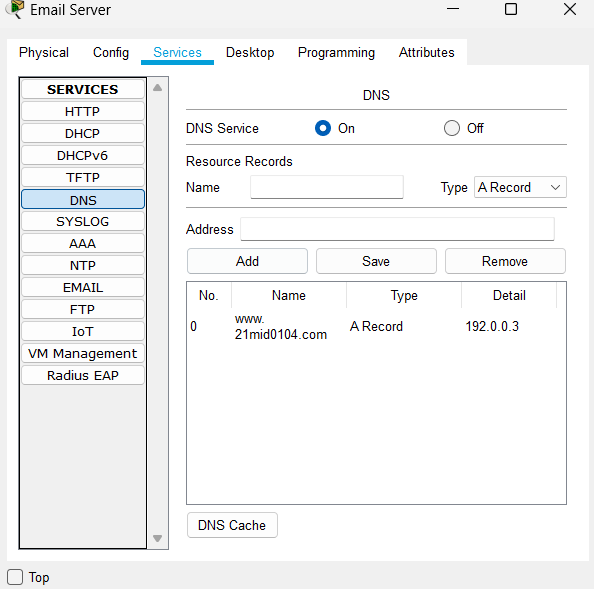 Email Server
Physical Config Services Desktop Programming Attributes
SERVICES
HTTP
DHCP
DHCPv6
TFTP
DNS
SYSLOG
AAA
NTP
EMAIL
FTP
IoT
VM Management
Radius EAP
DNS
DNS Service On Off
Resource Records
Name Type A Record
Address
Add Save Remove
No. Name Type Detail
0 www.
21mid0104.com A Record 192.0.0.3
DNS Cache
Top